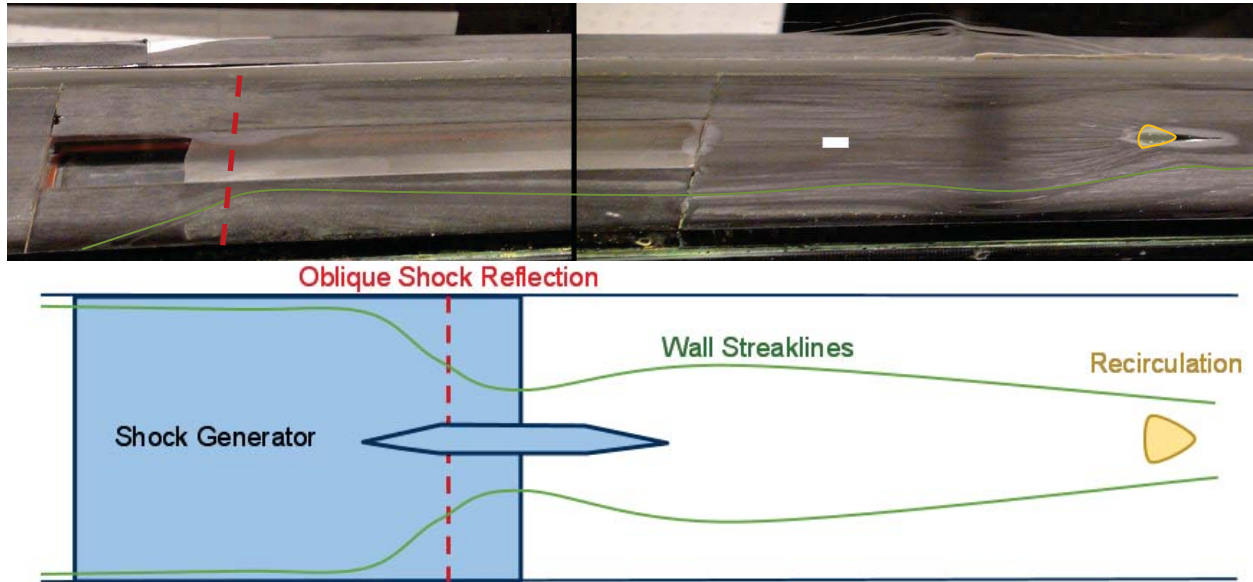 Oblique Shock Reflection
Wall Streaklines
Recirculation
Shock Generator